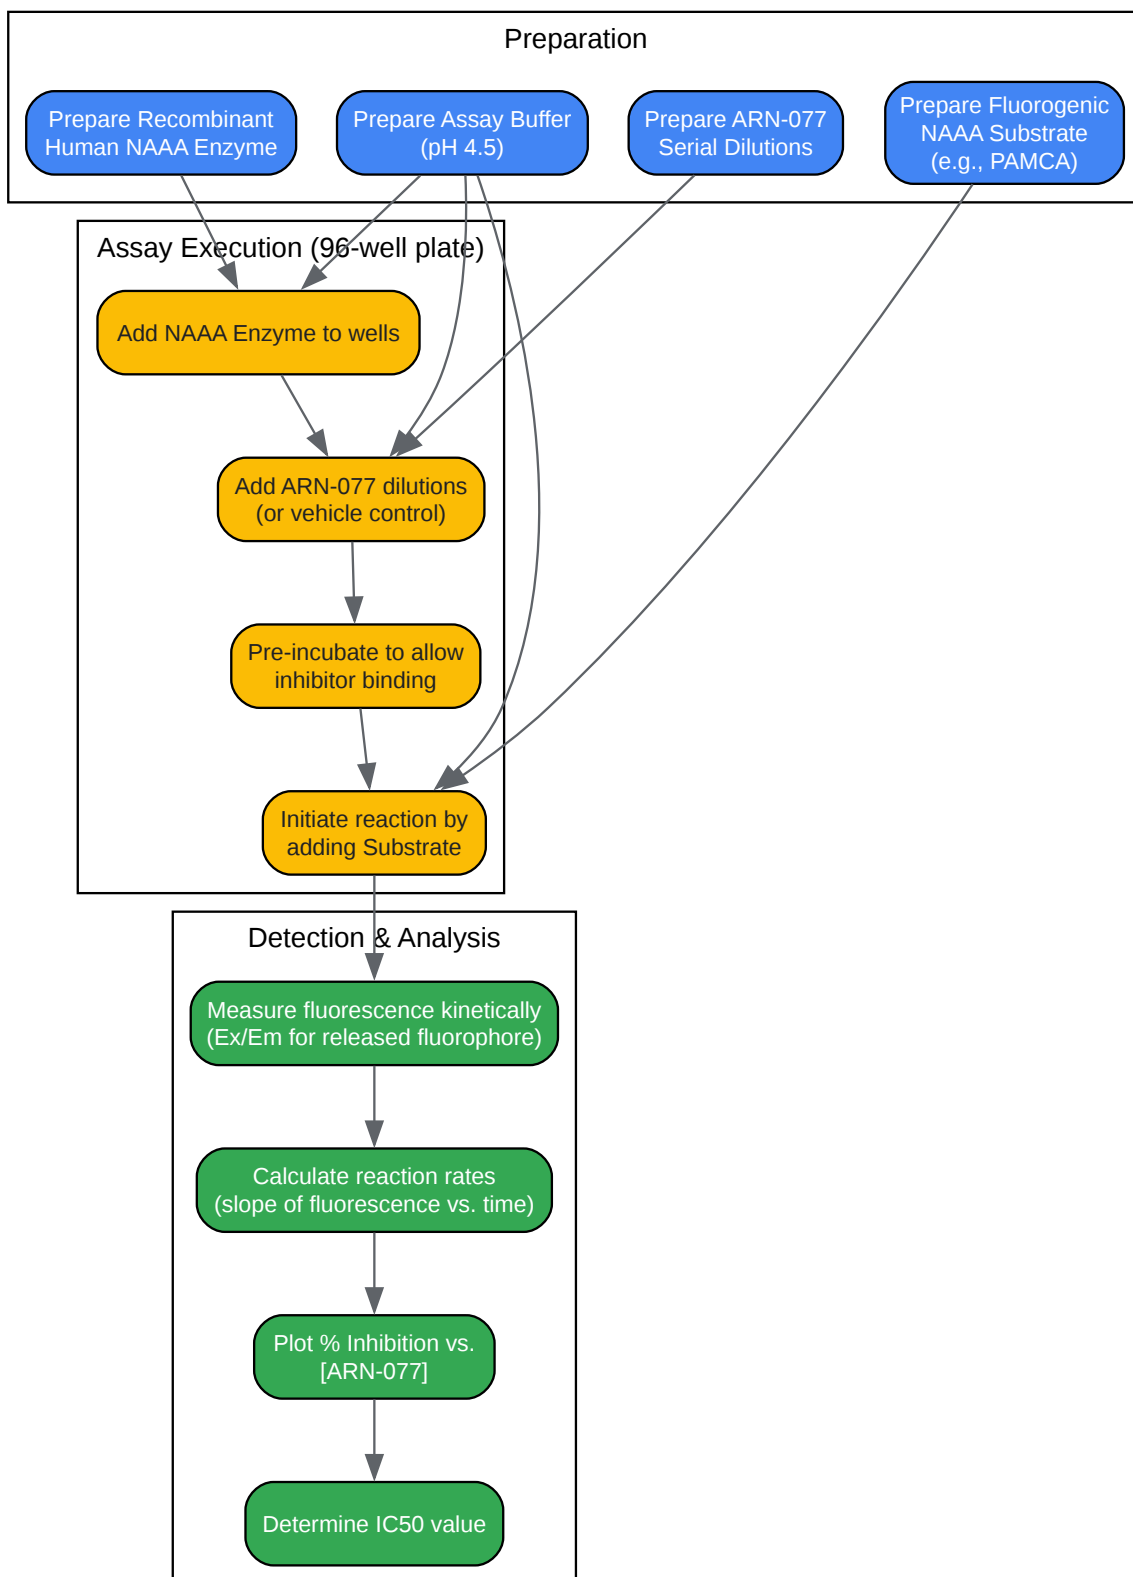 Preparation
Prepare Recombinant
Human NAAA Enzyme
Prepare Assay Buffer
(pH 4.5)
Prepare ARN-077
Serial Dilutions
Prepare Fluorogenic
NAAA Substrate
(e.g., PAMCA)
Assay Execution (96-well plate)
Add NAAA Enzyme to wells
Add ARN-077 dilutions
(or vehicle control)
Pre-incubate to allow
inhibitor binding
Initiate reaction by
adding Substrate
Detection & Analysis
Measure fluorescence kinetically
(Ex/Em for released fluorophore)
Calculate reaction rates
(slope of fluorescence vs. time)
Plot % Inhibition vs.
[ARN-077]
Determine IC50 value